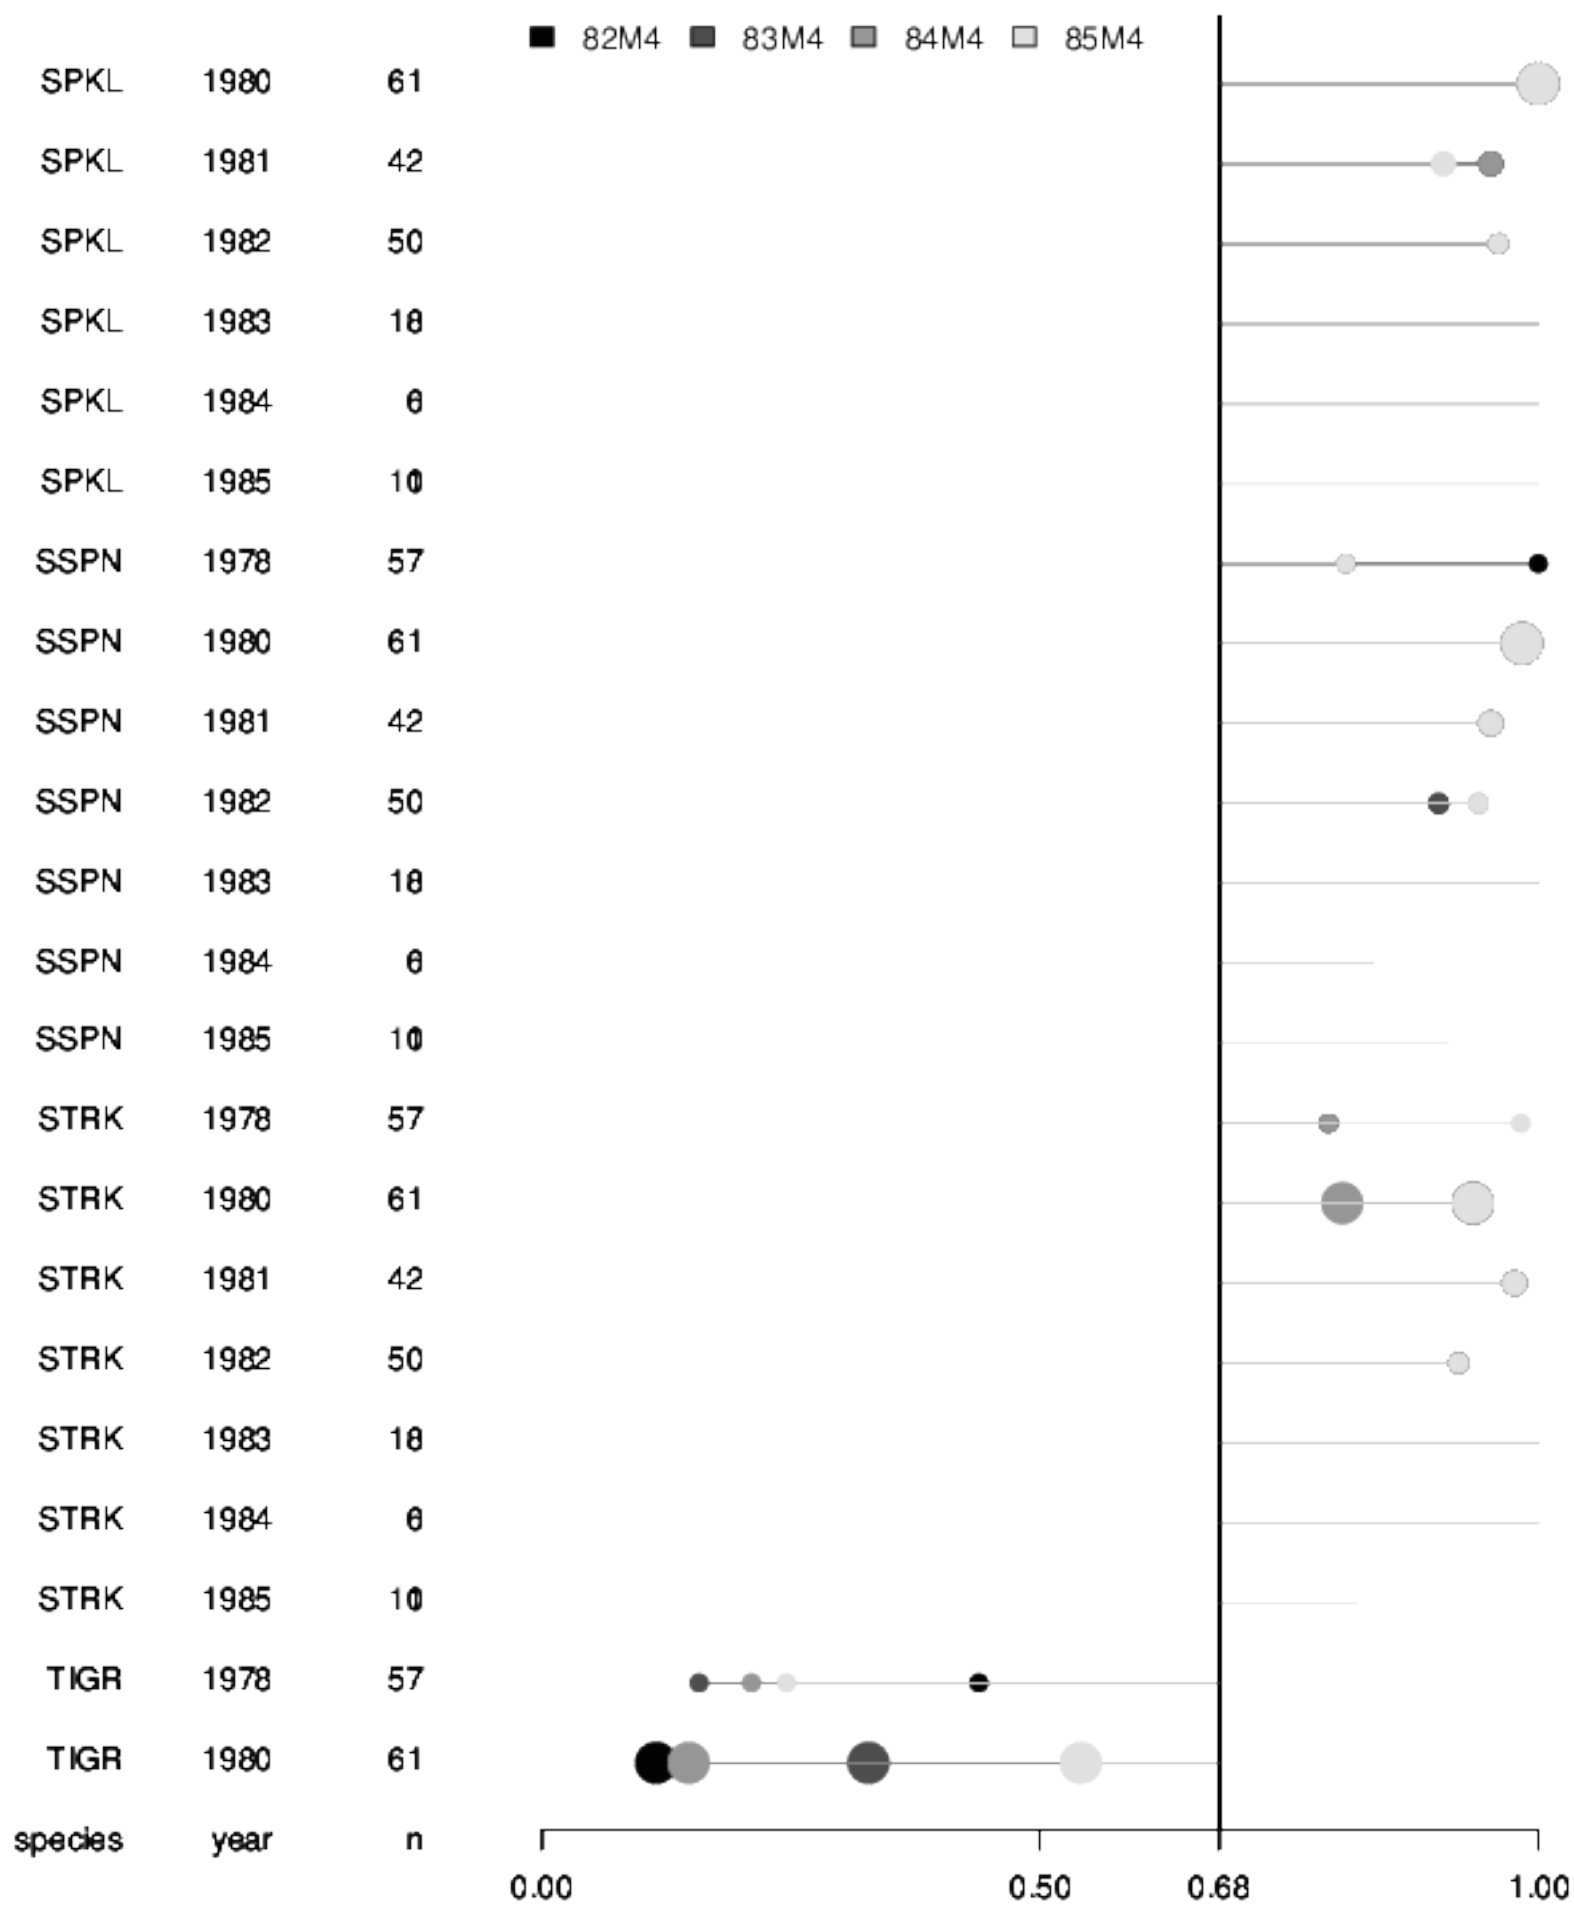 82M4 83M4 84M4 85M4
SPKL 1980 61
SPKL 1981 42
SPKL 1982 50
SPKL 1983 18
SPKL 1984 6
SPKL 1985 10
SSPN 1978 57
SSPN 1980 61
SSPN 1981 42
SSPN 1982 50
SSPN 1983 18
SSPN 1984 6
SSPN 1985 10
STRK 1978 57
STRK 1980 61
STRK 1981 42
STRK 1982 50
STRK 1983 18
STRK 1984 6
STRK 1985 10
TIGR 1978 57
TIGR 1980 61
species year n
0.00 0.50 0.68 1.00